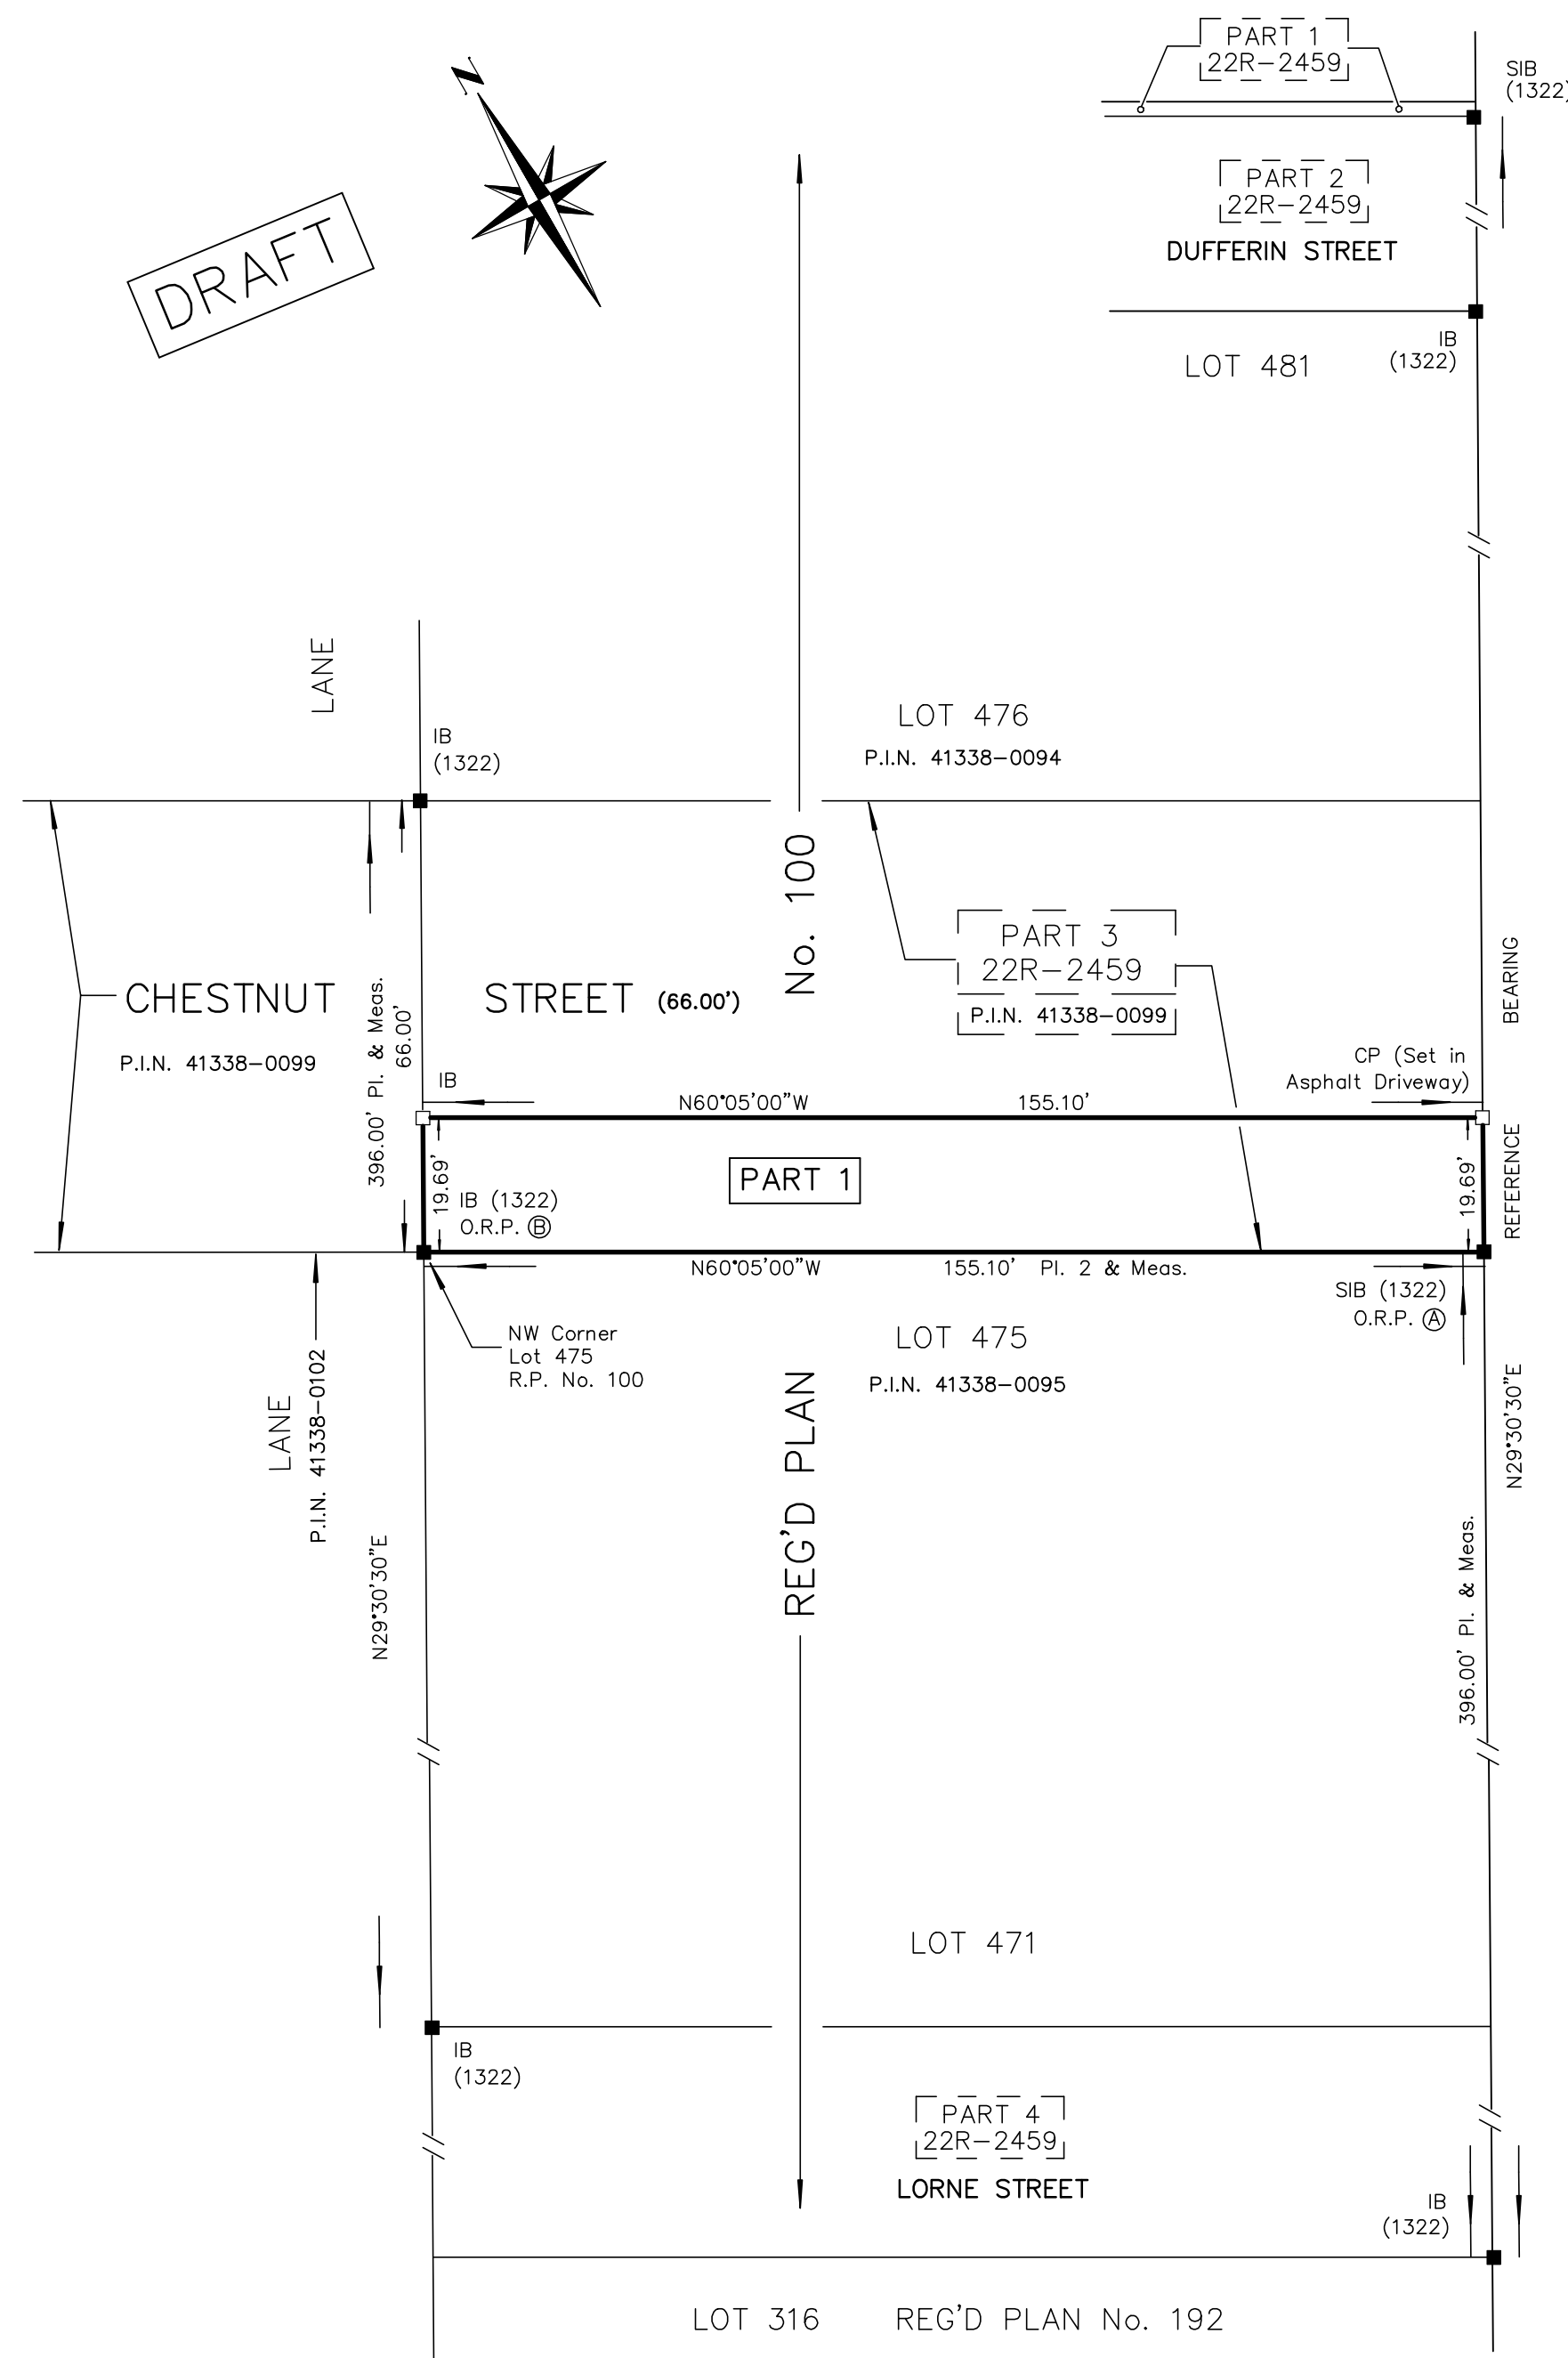 PART 1
22R-2459
SIB
(1322)
N
DRAFT
PART 2
22R-2459
DUFFERIN STREET
IB
(1322)
LOT 481
LANE
IB
(1322)
LOT 476
P.I.N. 41338-0094
No. 100
PART 3
22R-2459
P.I.N. 41338-0099
BEARING
CHESTNUT STREET (66.00')
P.I.N. 41338-0099
396.00' Pl. & Meas.
66.00'
IB
N60°05'00"W 155.10'
CP (Set in
Asphalt Driveway)
19.69'
IB (1322)
O.R.P. B
PART 1
19.69'
REFERENCE
N60°05'00"W 155.10' Pl. 2 & Meas.
SIB (1322)
O.R.P. A
NW Corner
Lot 475
R.P. No. 100
LOT 475
P.I.N. 41338-0095
LANE
P.I.N. 41338-0102
REG'D PLAN
N29°30'30"E
N29°30'30"E
396.00' Pl. & Meas.
LOT 471
IB
(1322)
PART 4
22R-2459
LORNE STREET
IB
(1322)
LOT 316 REG'D PLAN No. 192